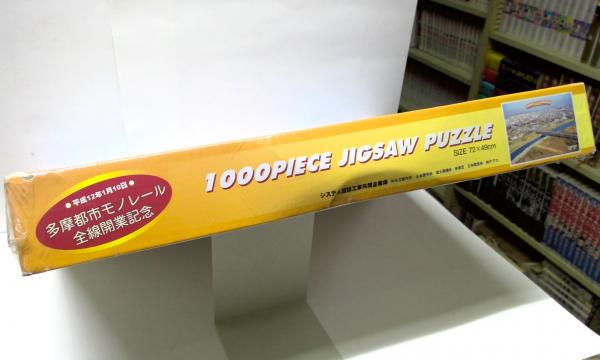 ● 平成12年1月10日 ●
多摩都市モノレール
全線開業記念
1000PIECE JIGSAW PUZZLE
SIZE 72×49cm
システム建設工事共同企業体